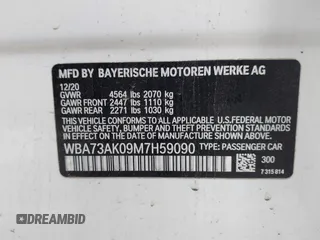 MFD BY BAYERISCHE MOTOREN WERKE AG
12/20
GVWR 4564 lbs 2070 kg
GAWR FRONT 2447 lbs 1110 kg
GAWR REAR 2271 lbs 1030 kg
THIS VEHICLE CONFORMS TO ALL APPLICABLE U.S. FEDERAL MOTOR
VEHICLE SAFETY, BUMPER, AND THEFT PREVENTION STANDARDS IN
EFFECT ON THE DATE OF MANUFACTURE SHOWN ABOVE.
WBA73AK09M7H59090 TYPE: PASSENGER CAR
300
7 315 814
DREAMBID
DREAMBID.COM